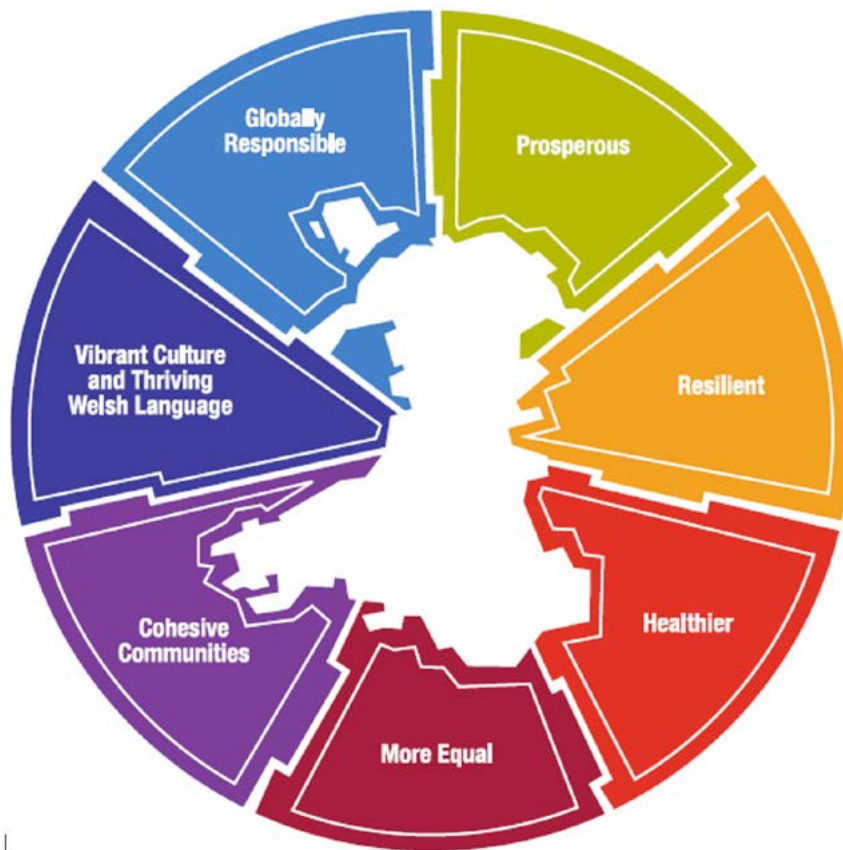 Globally
Responsible
Prosperous
Resilient
Healthier
More Equal
Cohesive
Communities
Vibrant Culture
and Thriving
Welsh Language